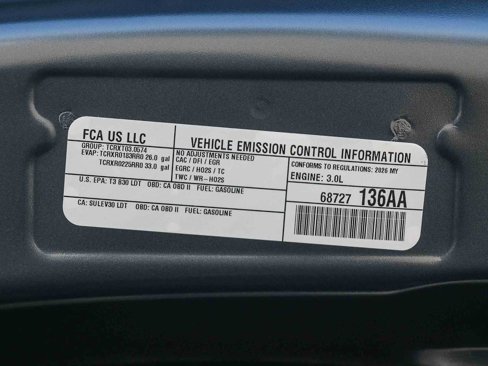 FCA US LLC
VEHICLE EMISSION CONTROL INFORMATION
GROUP: TCRXT03.0574
EVAP: TCRXR0183RR0 26.0 gal
TCRXR0225RR0 33.0 gal
NO ADJUSTMENTS NEEDED
CAC / DFI / EGR
EGRC / HO2S / TC
TWC / WR-HO2S
CONFORMS TO REGULATIONS: 2026 MY
ENGINE: 3.0L
U.S. EPA: T3 B30 LDT OBD: CA OBD II FUEL: GASOLINE
CA: SULEV30 LDT OBD: CA OBD II FUEL: GASOLINE
68727 136AA